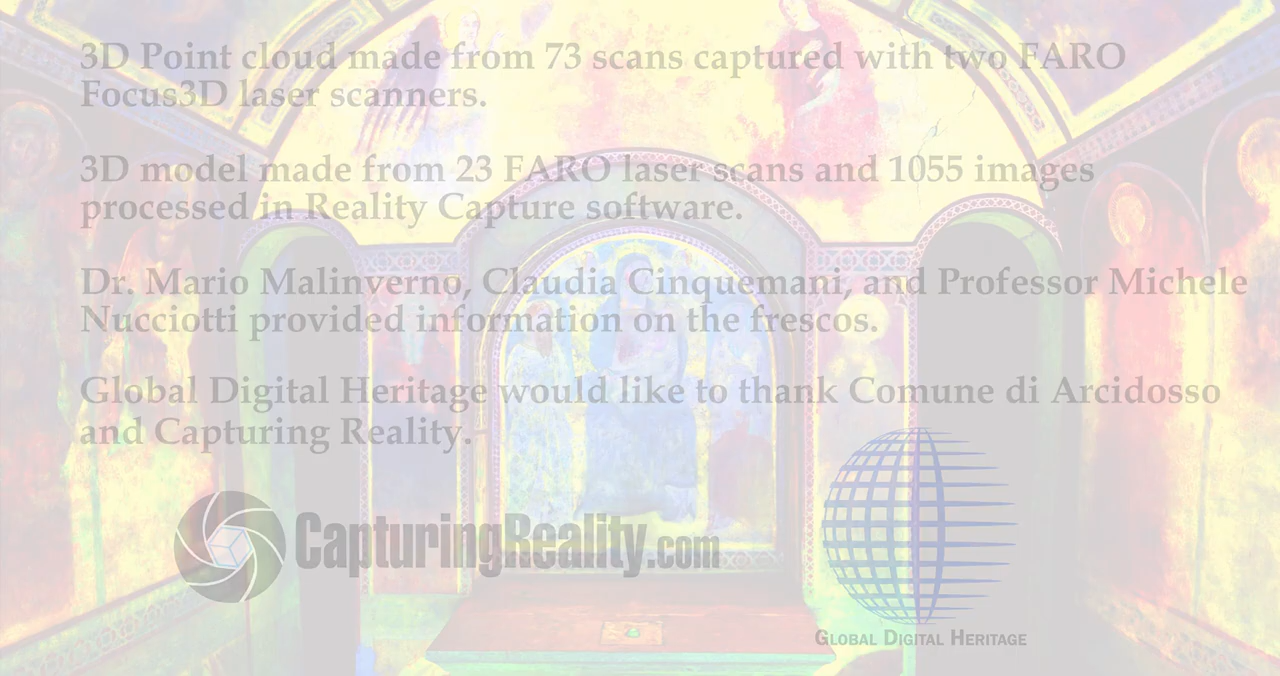 3D Point cloud made from 73 scans captured with two FARO
Focus3D laser scanners.
3D model made from 23 FARO laser scans and 1055 images
processed in Reality Capture software.
Dr. Mario Malinverno, Claudia Cinquemani, and Professor Michele
Nucciotti provided information on the frescos.
Global Digital Heritage would like to thank Comune di Arcidosso
and Capturing Reality.
CapturingReality.com
GLOBAL DIGITAL HERITAGE